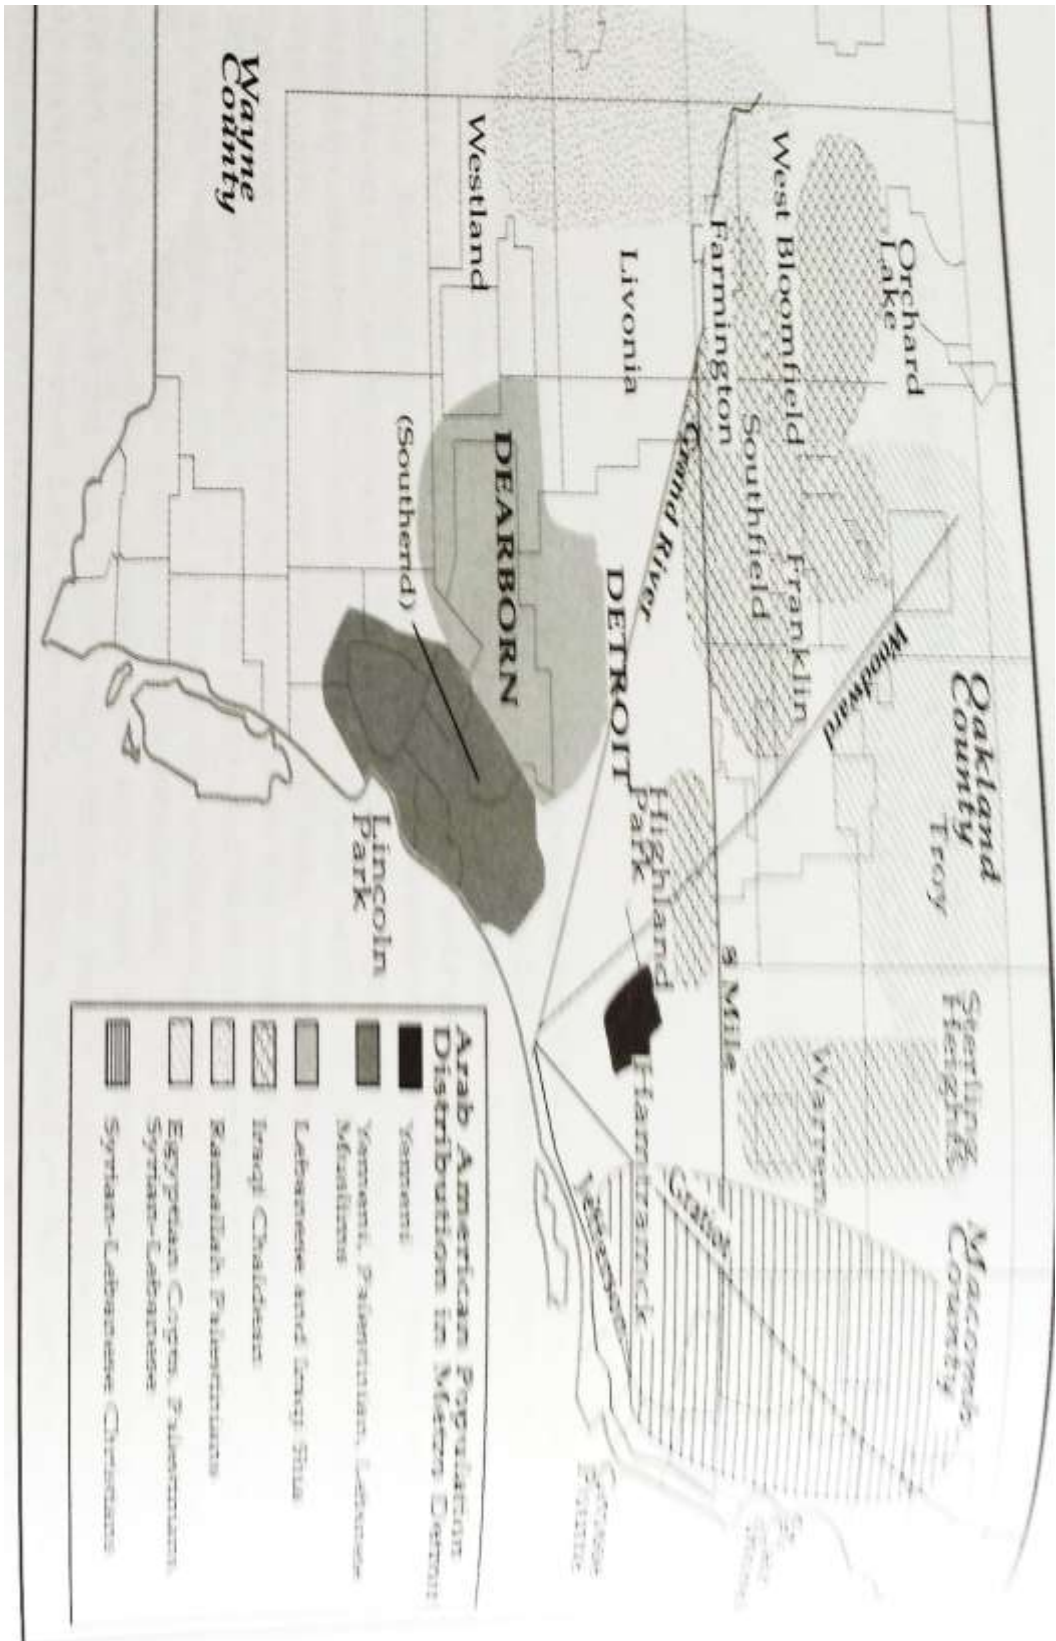 Orchard
Lake
Oakland
County
Troy
Sterling
Heights
Macomb
County
West Bloomfield
Franklin
Woodward
Warren
Farmington
Southfield
8 Mile
Gratiot
Grand River
Livonia
DETROIT
Highland
Park
Hamtramck
Jefferson
Westland
DEARBORN
(Southend)
Lincoln
Park
Wayne
County
Arab American Population
Distribution in Metro Detroit
Yemeni
Yemeni, Palestinian, Lebanese
Muslims
Lebanese and Iraqi Shia
Iraqi Chaldean
Ramallah Palestinians
Egyptian Copts, Palestinian,
Syrian-Lebanese
Syrian-Lebanese Christians